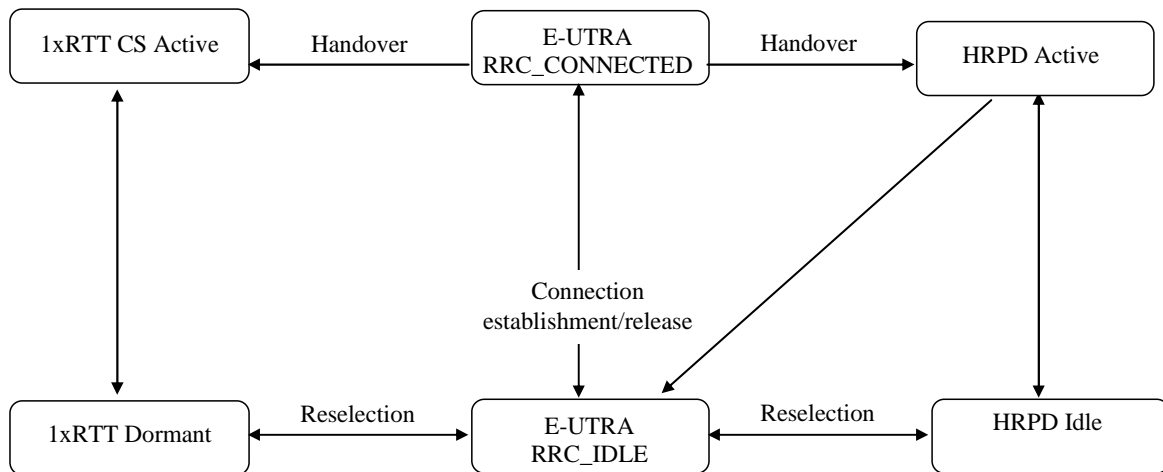 1xRTT CS Active
Handover
E-UTRA
RRC_CONNECTED
Handover
HRPD Active
Connection
establishment/release
1xRTT Dormant
Reselection
E-UTRA
RRC_IDLE
Reselection
HRPD Idle